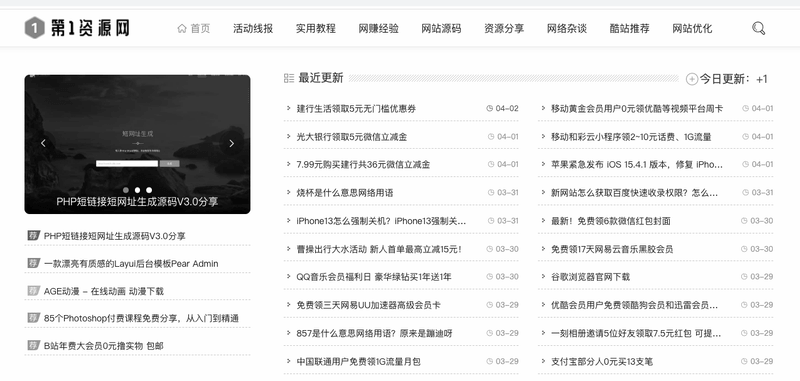 1 第1资源网
首页 活动线报 实用教程 网赚经验 网站源码 资源分享 网络杂谈 酷站推荐 网站优化
短网址生成
PHP短链接短网址生成源码V3.0分享
荐 PHP短链接短网址生成源码V3.0分享
荐 一款漂亮有质感的Layui后台模板Pear Admin
荐 AGE动漫 - 在线动画 动漫下载
荐 85个Photoshop付费课程免费分享，从入门到精通
荐 B站年费大会员0元撸实物 包邮
最近更新 今日更新：+1
建行生活领取5元无门槛优惠券 04-02
光大银行领取5元微信立减金 04-01
7.99元购买建行共36元微信立减金 04-01
烧杯是什么意思网络用语 03-31
iPhone13怎么强制关机？iPhone13强制关... 03-31
曹操出行大水活动 新人首单最高立减15元！ 03-30
QQ音乐会员福利日 豪华绿钻买1年送1年 03-30
免费领三天网易UU加速器高级会员卡 03-29
857是什么意思网络用语？原来是蹦迪呀 03-29
中国联通用户免费领1G流量月包 03-29
移动黄金会员用户0元领优酷等视频平台周卡 04-01
移动和彩云小程序领2~10元话费、1G流量 04-01
苹果紧急发布 iOS 15.4.1 版本，修复 iPho... 04-01
新网站怎么获取百度快速收录权限？怎么... 03-31
最新！免费领6款微信红包封面 03-30
免费领17天网易云音乐黑胶会员 03-30
谷歌浏览器官网下载 03-29
优酷会员用户免费领酷狗会员和迅雷会员... 03-29
一刻相册邀请5位好友领取7.5元红包 可提... 03-29
支付宝部分人0元买13支笔 03-29